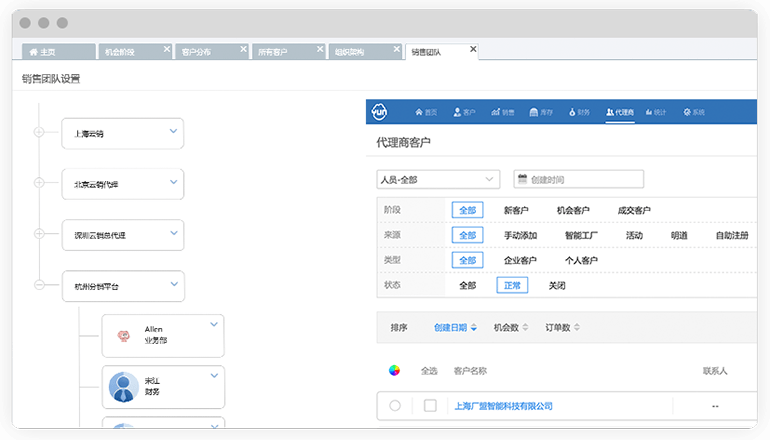 主页 机会阶段 客户分布 所有客户 组织架构 销售团队
销售团队设置
上海云销
北京云销代理
深圳云销总代理
杭州分销平台
Allen
业务部
宋江
财务
yun 首页 客户 销售 库存 财务 代理商 统计 系统
代理商客户
人员-全部 创建时间
阶段 全部 新客户 机会客户 成交客户
来源 全部 手动添加 智能工厂 活动 明道 自助注册
类型 全部 企业客户 个人客户
状态 全部 正常 关闭
排序 创建日期 机会数 订单数
全选 客户名称 联系人
上海厂盟智能科技有限公司 --